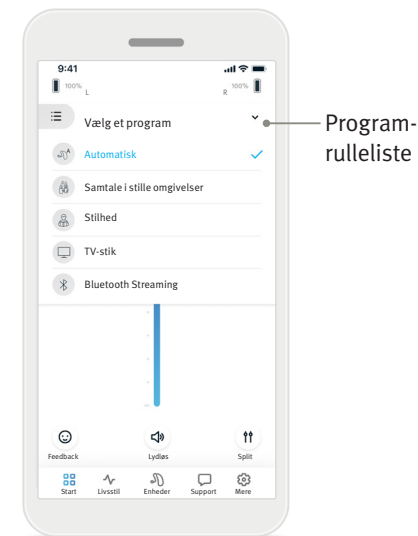 9:41
100% L
R 100%
Vælg et program
Program-
rulleliste
Automatisk
Samtale i stille omgivelser
Stilhed
TV-stik
Bluetooth Streaming
Feedback Lydløs Split
Start Livsstil Enheder Support Mere